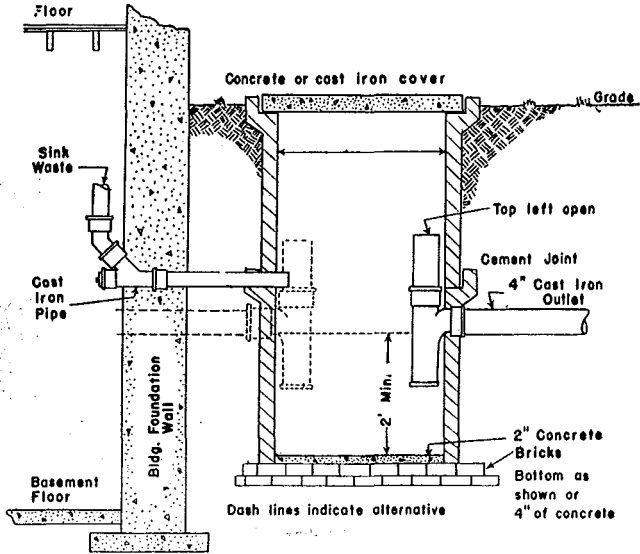 Floor
Concrete or cast iron cover
Grade
Sink
Waste
Top left open
Cement Joint
4" Cast Iron
Outlet
Cast
Iron
Pipe
Bldg. Foundation
Wall
2' Min.
2" Concrete
Bricks
Bottom as
shown or
4" of concrete
Basement
Floor
Dash lines indicate alternative